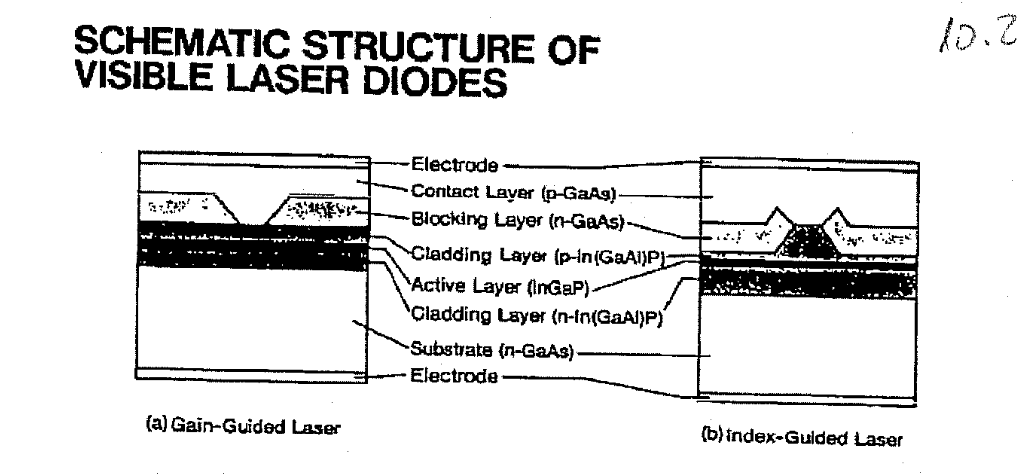 SCHEMATIC STRUCTURE OF
VISIBLE LASER DIODES
10.2
Electrode
Contact Layer (p-GaAs)
Blocking Layer (n-GaAs)
Cladding Layer (p-In(GaAl)P)
Active Layer (InGaP)
Cladding Layer (n-In(GaAl)P)
Substrate (n-GaAs)
Electrode
(a) Gain-Guided Laser
(b) Index-Guided Laser